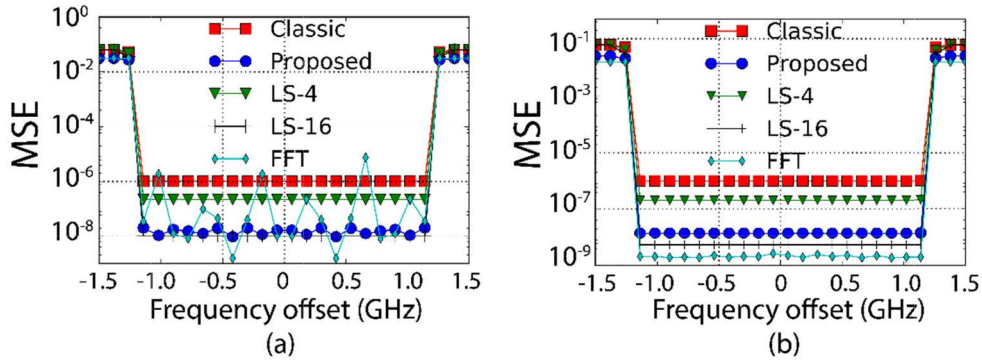 10⁰
10⁻²
10⁻⁴
10⁻⁶
10⁻⁸
MSE
Classic
Proposed
LS-4
LS-16
FFT
-1.5 -1.0 -0.5 0 0.5 1.0 1.5
Frequency offset (GHz)
(a)
10⁻¹
10⁻³
10⁻⁵
10⁻⁷
10⁻⁹
MSE
Classic
Proposed
LS-4
LS-16
FFT
-1.5 -1.0 -0.5 0 0.5 1.0 1.5
Frequency offset (GHz)
(b)